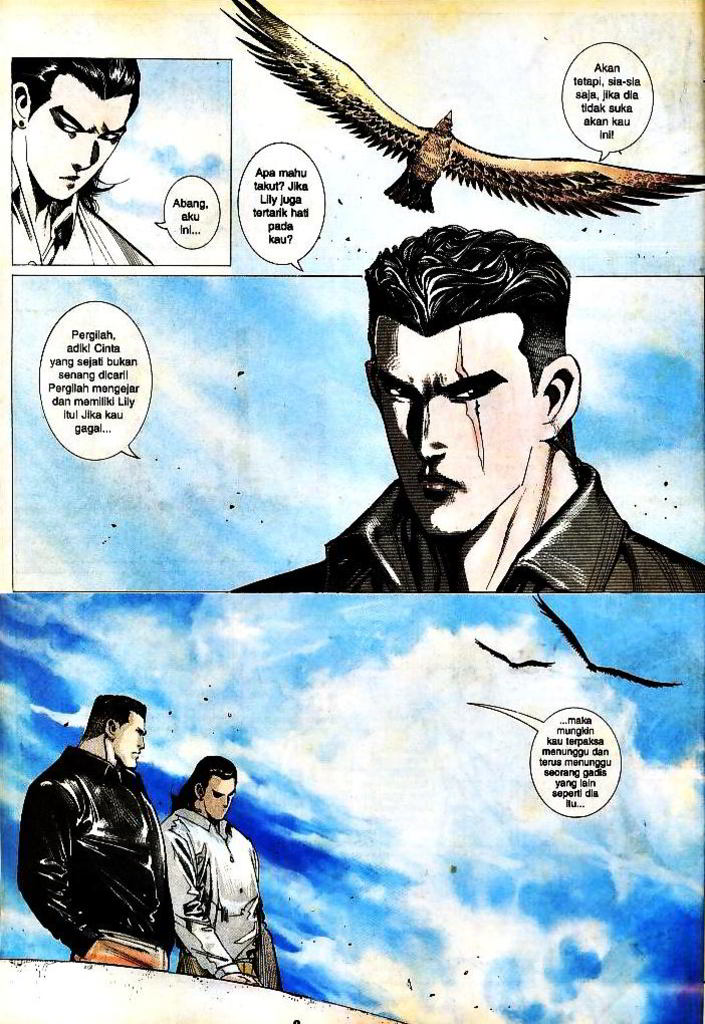 Abang,
aku
ini...
Apa mahu
takut? Jika
Lily juga
tertarik hati
pada
kau?
Akan
tetapi, sia-sia
saja, jika dia
tidak suka
akan kau
ini!
Pergilah,
adik! Cinta
yang sejati bukan
senang dicari!
Pergilah mengejar
dan memiliki Lily
itu! Jika kau
gagal...
...maka
mungkin
kau terpaksa
menunggu dan
terus menunggu
seorang gadis
yang lain
seperti dia
itu...